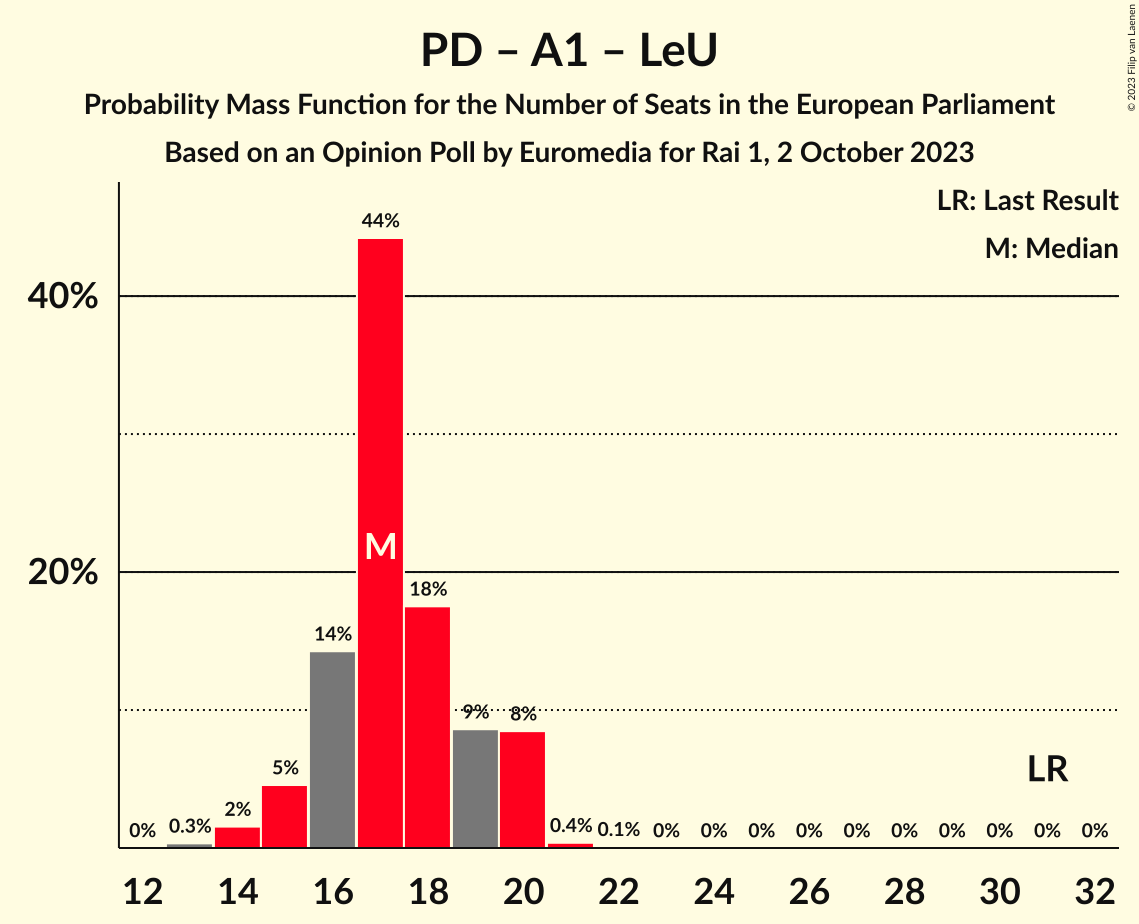 PD – A1 – LeU
Probability Mass Function for the Number of Seats in the European Parliament
Based on an Opinion Poll by Euromedia for Rai 1, 2 October 2023
© 2023 Filip van Laenen
LR: Last Result
M: Median
40%
20%
0% 0.3% 2% 5% 14% 44% 18% 9% 8% 0.4% 0.1% 0% 0% 0% 0% 0% 0% 0% 0% 0% 0%
M
LR
12 14 16 18 20 22 24 26 28 30 32